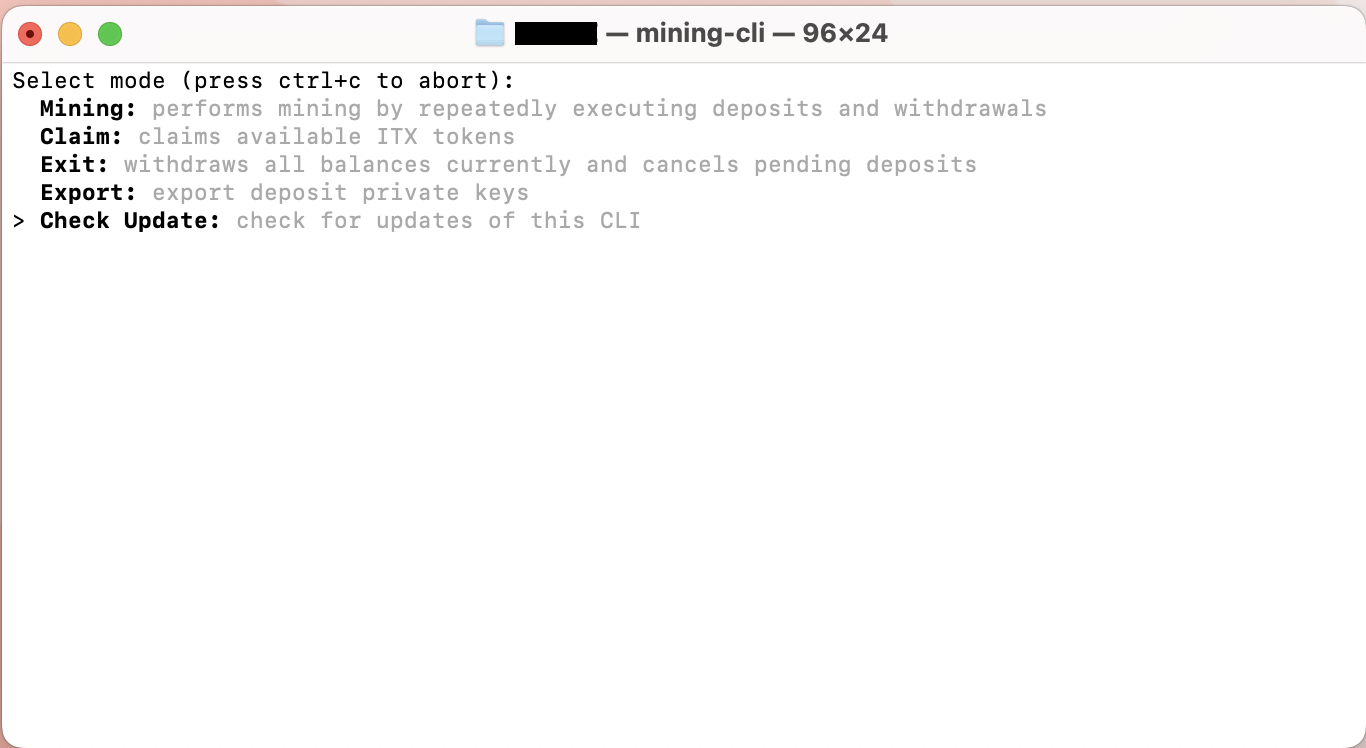 — mining-cli — 96×24
Select mode (press ctrl+c to abort):
Mining: performs mining by repeatedly executing deposits and withdrawals
Claim: claims available ITX tokens
Exit: withdraws all balances currently and cancels pending deposits
Export: export deposit private keys
> Check Update: check for updates of this CLI